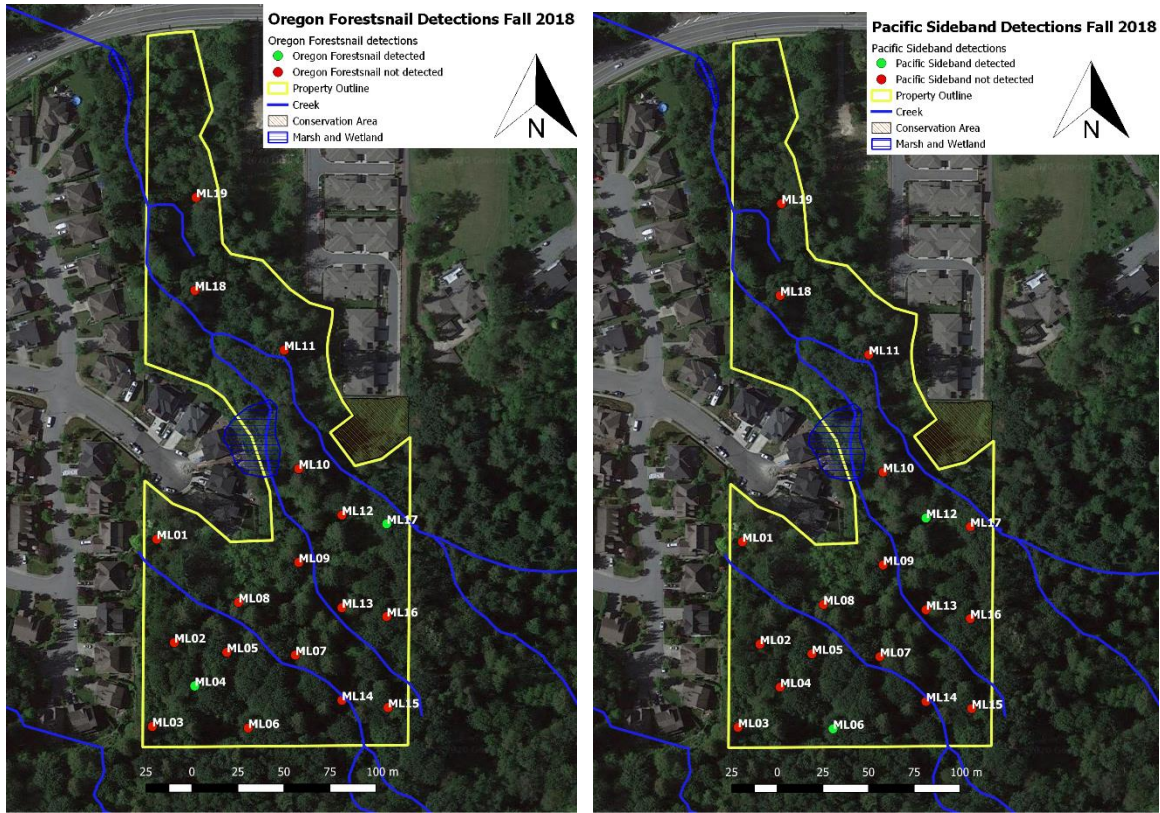 Oregon Forestsnail Detections Fall 2018
Oregon Forestsnail detections
Oregon Forestsnail detected
Oregon Forestsnail not detected
Property Outline
Creek
Conservation Area
Marsh and Wetland
N
ML19
ML18
ML11
ML10
ML12
ML17
ML01
ML09
ML08
ML13
ML16
ML02
ML05
ML07
ML04
ML14
ML15
ML03
ML06
25 0 25 50 75 100 m
Pacific Sideband Detections Fall 2018
Pacific Sideband detections
Pacific Sideband detected
Pacific Sideband not detected
Property Outline
Creek
Conservation Area
Marsh and Wetland
N
ML19
ML18
ML11
ML10
ML12
ML17
ML01
ML09
ML08
ML13
ML16
ML02
ML05
ML07
ML04
ML14
ML15
ML03
ML06
25 0 25 50 75 100 m